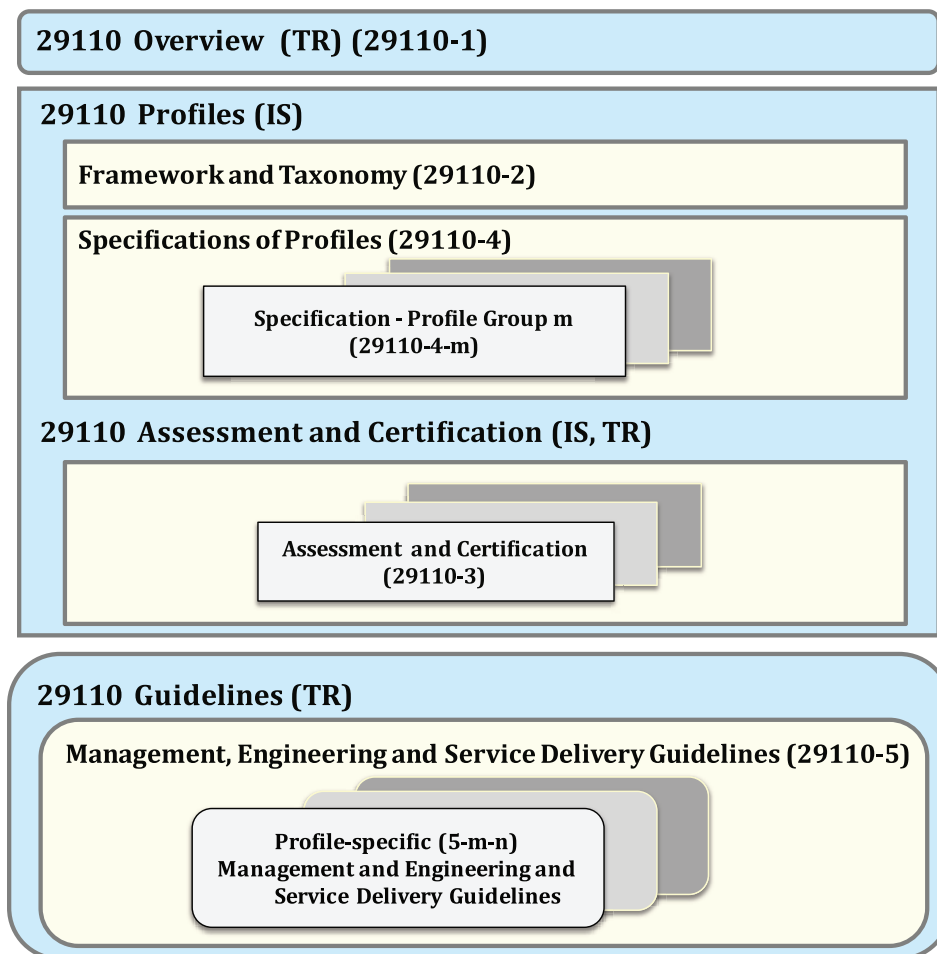 29110 Overview (TR) (29110-1)
29110 Profiles (IS)
Framework and Taxonomy (29110-2)
Specifications of Profiles (29110-4)
Specification - Profile Group m
(29110-4-m)
29110 Assessment and Certification (IS, TR)
Assessment and Certification
(29110-3)
29110 Guidelines (TR)
Management, Engineering and Service Delivery Guidelines (29110-5)
Profile-specific (5-m-n)
Management and Engineering and
Service Delivery Guidelines